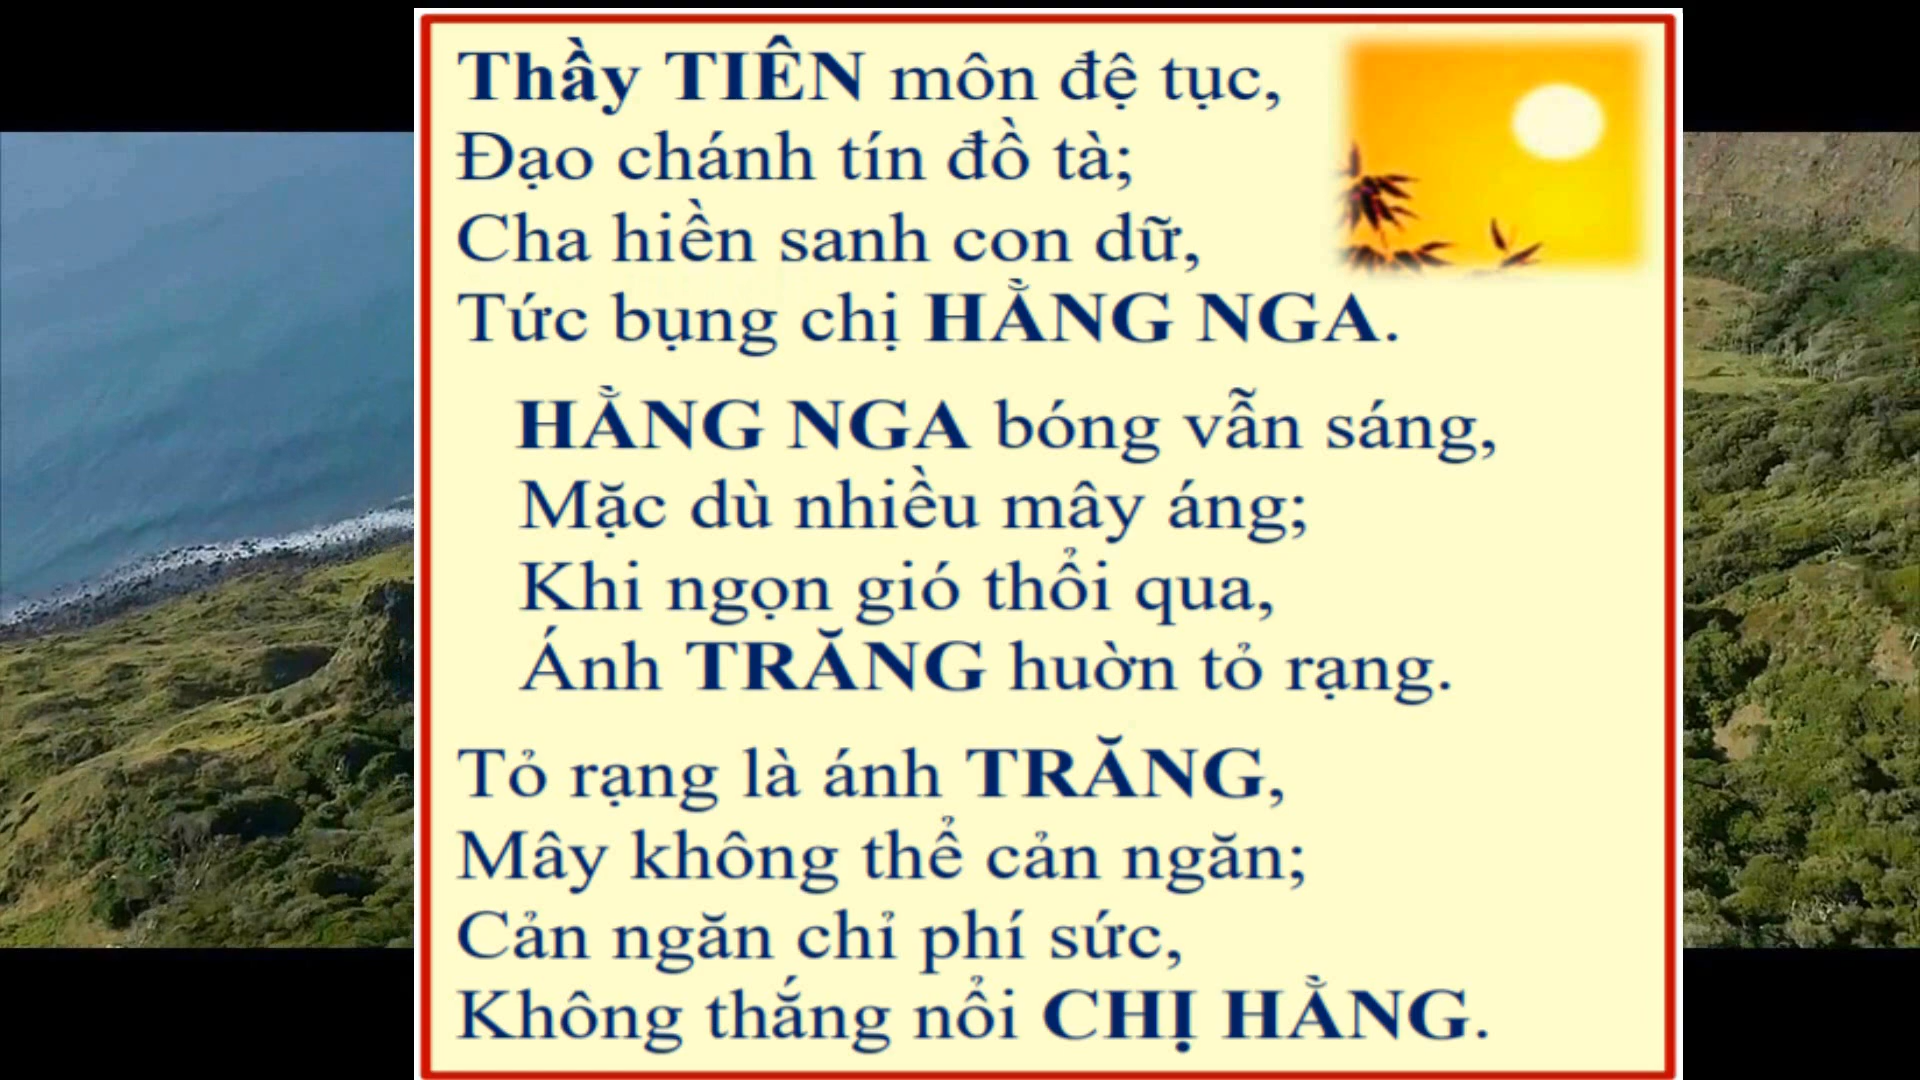 Thầy TIÊN môn đệ tục,
Đạo chánh tín đồ tà;
Cha hiền sanh con dữ,
Tức bụng chị HẰNG NGA.
HẰNG NGA bóng vẫn sáng,
Mặc dù nhiều mây áng;
Khi ngọn gió thổi qua,
Ánh TRĂNG huờn tỏ rạng.
Tỏ rạng là ánh TRĂNG,
Mây không thể cản ngăn;
Cản ngăn chỉ phí sức,
Không thắng nổi CHỊ HẰNG.